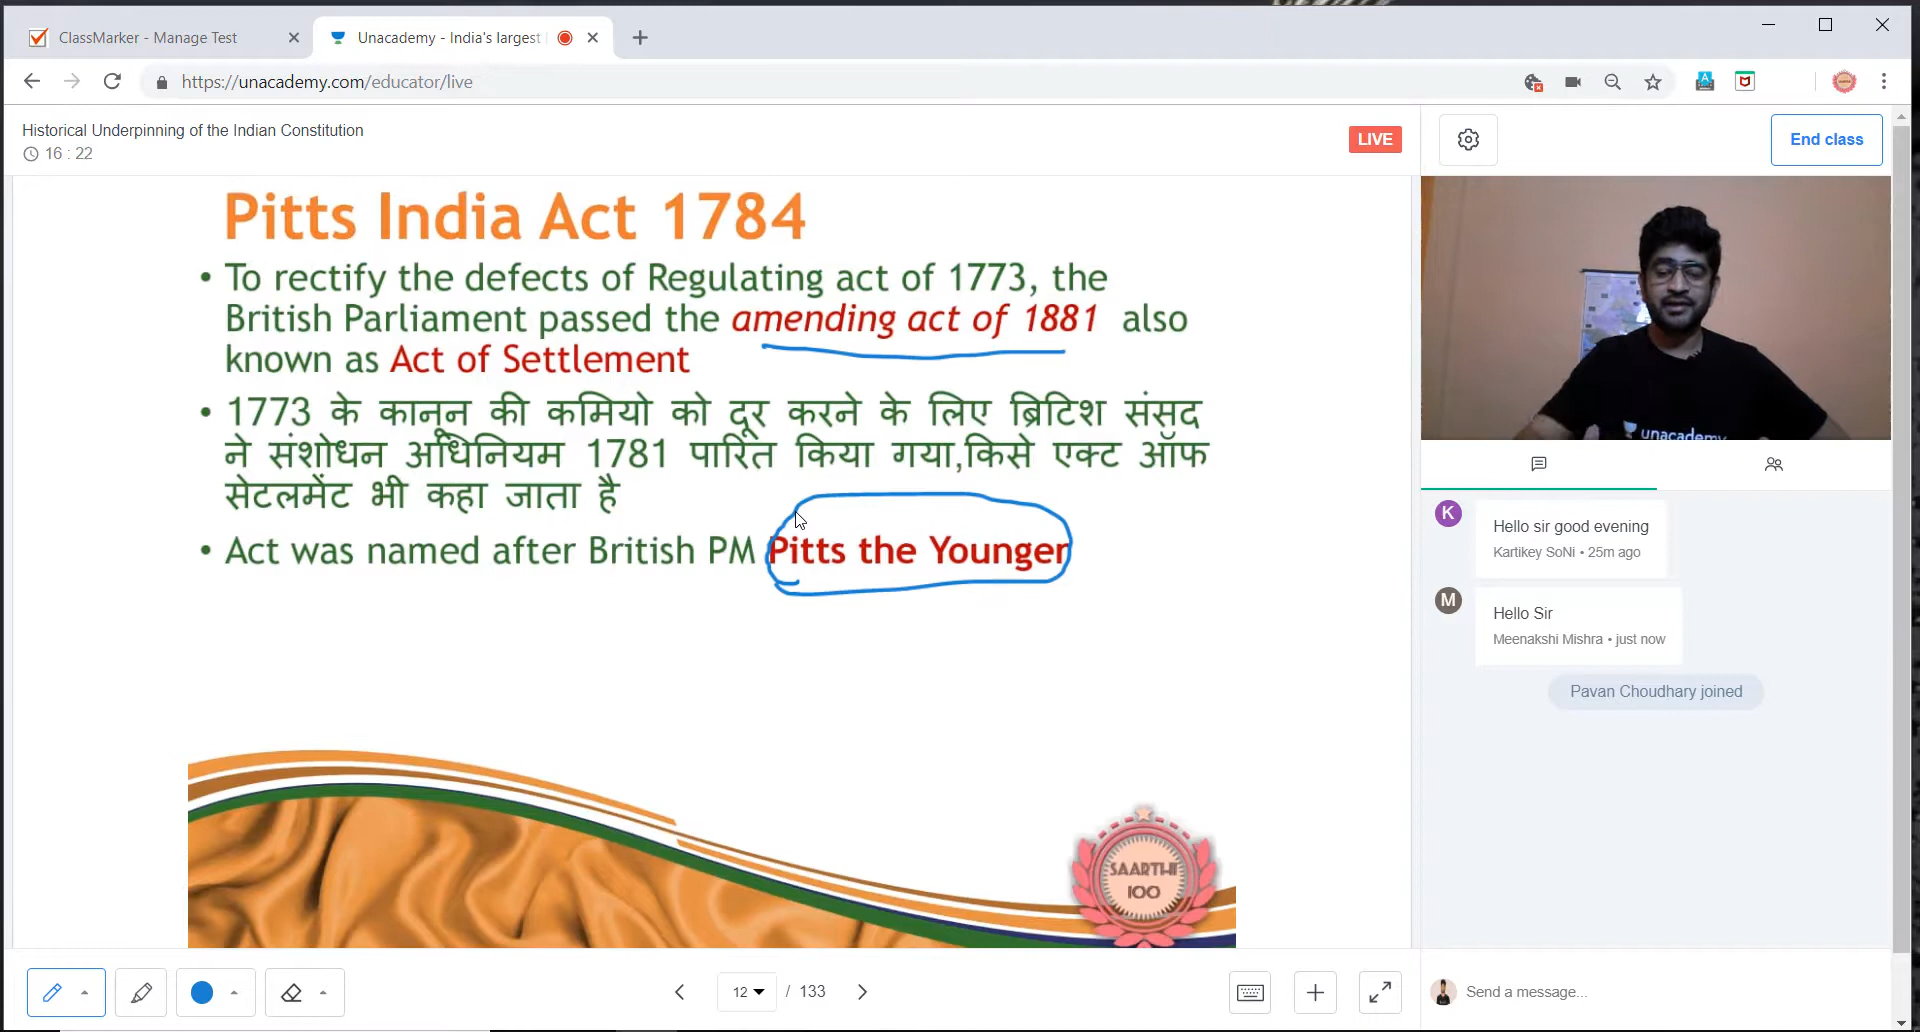 ClassMarker - Manage Test
Unacademy - India's largest
https://unacademy.com/educator/live
Historical Underpinning of the Indian Constitution
16 : 22
LIVE
End class
Pitts India Act 1784
• To rectify the defects of Regulating act of 1773, the
British Parliament passed the amending act of 1881 also
known as Act of Settlement
• 1773 के कानून की कमियो को दूर करने के लिए ब्रिटिश संसद
ने संशोधन अधिनियम 1781 पारित किया गया,किसे एक्ट ऑफ
सेटलमेंट भी कहा जाता है
• Act was named after British PM Pitts the Younger
SAARTHI
100
unacademy
K
Hello sir good evening
Kartikey SoNi • 25m ago
M
Hello Sir
Meenakshi Mishra • just now
Pavan Choudhary joined
12 / 133
Send a message...